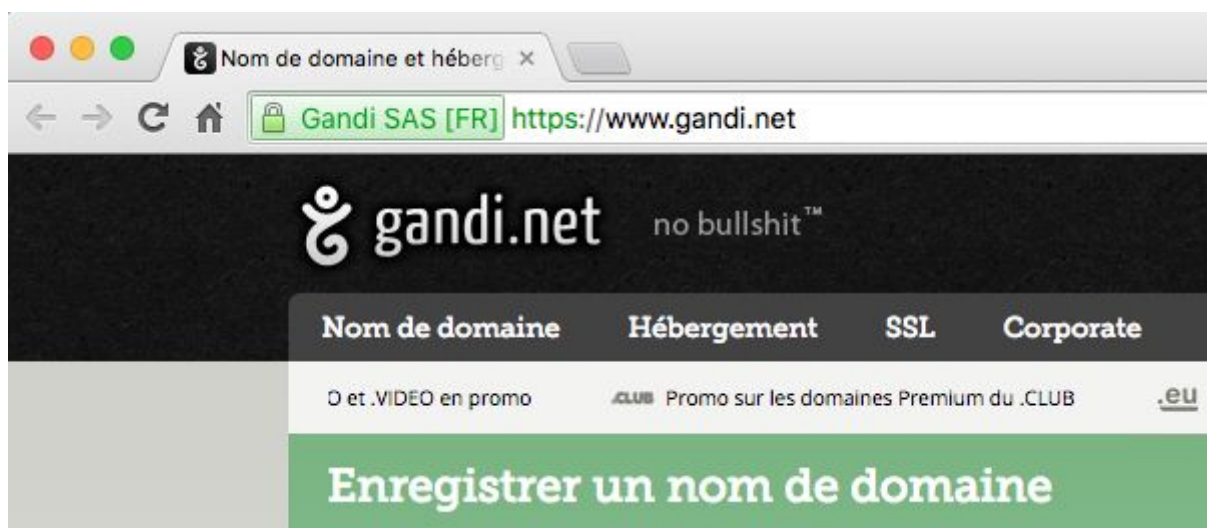 Nom de domaine et héberg
Gandi SAS [FR] https://www.gandi.net
gandi.net no bullshit™
Nom de domaine Hébergement SSL Corporate
O et .VIDEO en promo .CLUB Promo sur les domaines Premium du .CLUB .eu
Enregistrer un nom de domaine